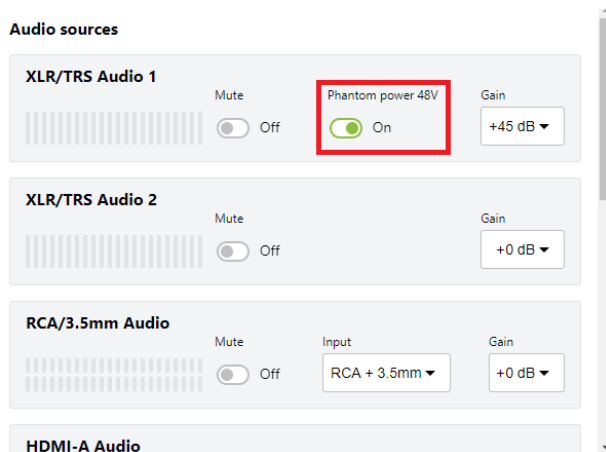 Audio sources
XLR/TRS Audio 1
Mute Phantom power 48V Gain
Off On +45 dB
XLR/TRS Audio 2
Mute Gain
Off +0 dB
RCA/3.5mm Audio
Mute Input Gain
Off RCA + 3.5mm +0 dB
HDMI-A Audio